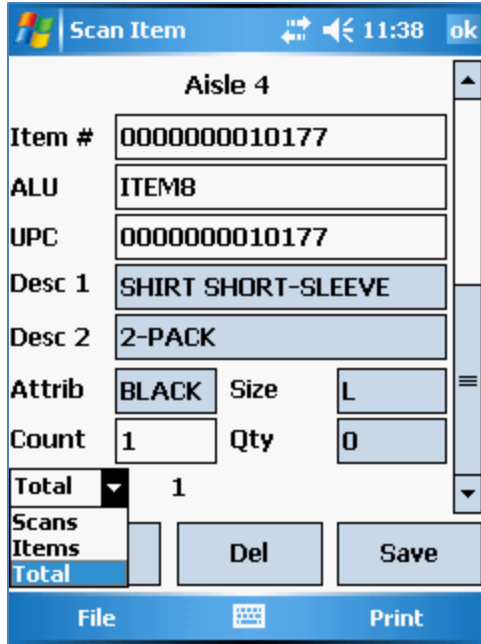 Scan Item 11:38 ok
Aisle 4
Item # 0000000010177
ALU ITEM8
UPC 0000000010177
Desc 1 SHIRT SHORT-SLEEVE
Desc 2 2-PACK
Attrib BLACK Size L
Count 1 Qty 0
Total 1
Scans
Items
Total
Del Save
File Print